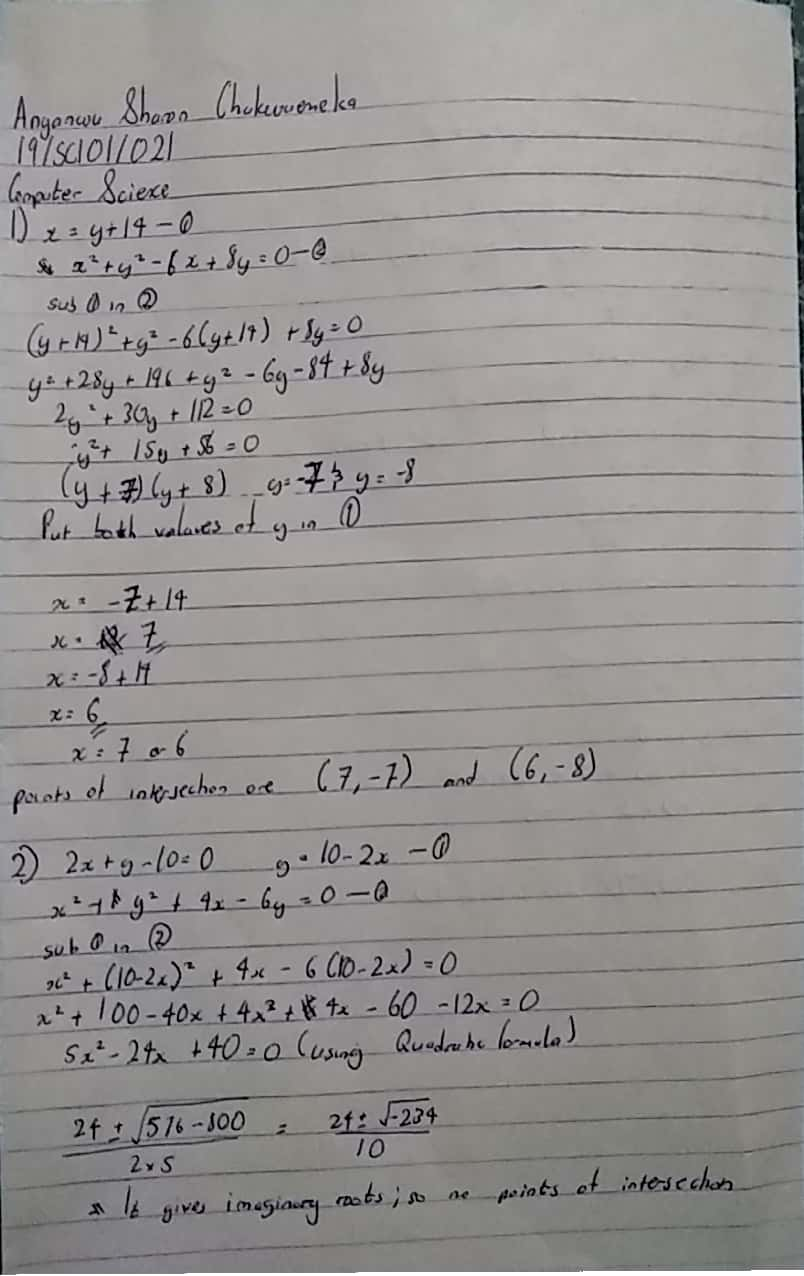 Anyanwu Sharon Chukwuemeka
19/SCI01/021
Computer Science
1) x = y+14 - ①
x² + y² - 6x + 8y = 0 - ②
sub ① in ②
(y+14)² + y² - 6(y+14) + 8y = 0
y² + 28y + 196 + y² - 6y - 84 + 8y
2y² + 30y + 112 = 0
y² + 15y + 56 = 0
(y + 7)(y + 8) y = -7; y = -8
Put both values of y in ①
x = -7+14
x = 7
x = -8+14
x = 6
x = 7 or 6
points of intersection are (7,-7) and (6,-8)
2) 2x + y - 10 = 0 y = 10 - 2x - ①
x² + y² + 4x - 6y = 0 - ②
sub ① in ②
x² + (10-2x)² + 4x - 6(10-2x) = 0
x² + 100 - 40x + 4x² + 4x - 60 - 12x = 0
5x² - 24x + 40 = 0 (using Quadratic formula)
24 ± √576-800 = 24 ± √-234
2 x 5 10
It gives imaginary roots; so no points of intersection